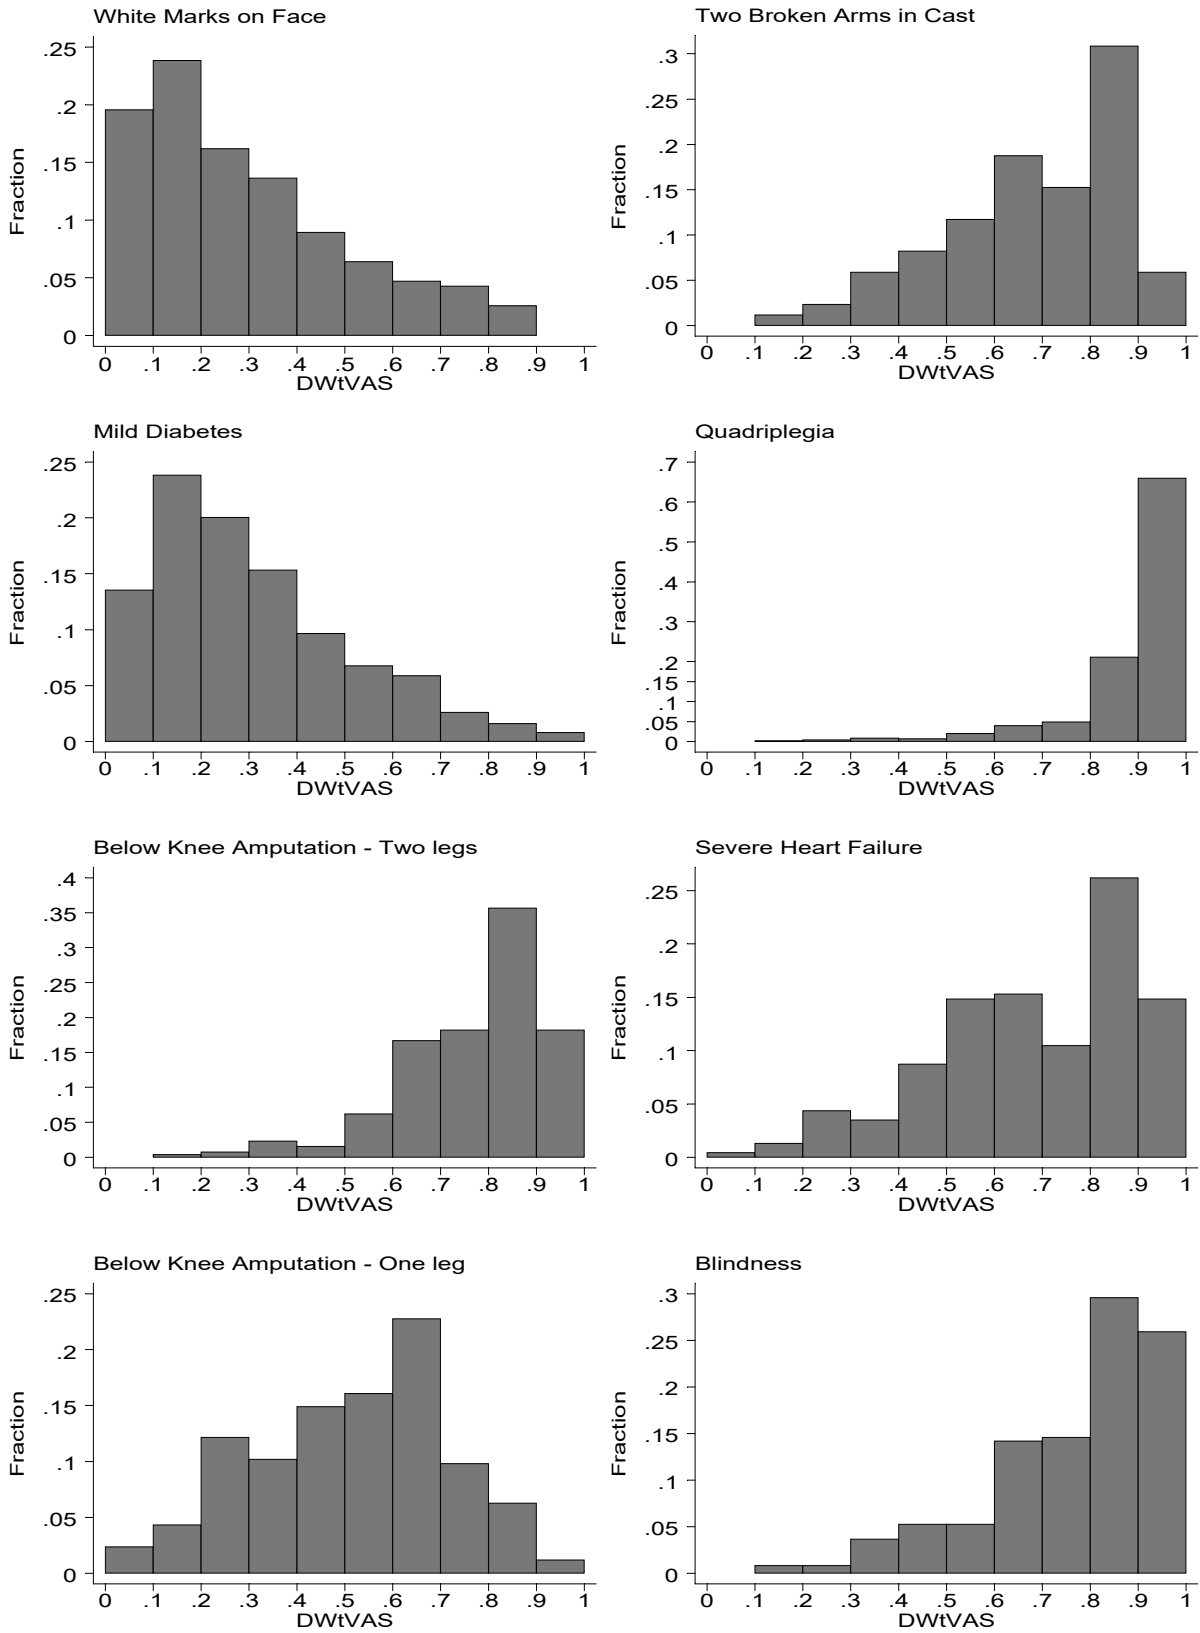 White Marks on Face
.25
.2
.15
.1
.05
0
Fraction
0 .1 .2 .3 .4 .5 .6 .7 .8 .9 1
DWtVAS
Two Broken Arms in Cast
.3
.25
.2
.15
.1
.05
0
Fraction
0 .1 .2 .3 .4 .5 .6 .7 .8 .9 1
DWtVAS
Mild Diabetes
.25
.2
.15
.1
.05
0
Fraction
0 .1 .2 .3 .4 .5 .6 .7 .8 .9 1
DWtVAS
Quadriplegia
.7
.6
.5
.4
.3
.2
.15
.1
.05
0
Fraction
0 .1 .2 .3 .4 .5 .6 .7 .8 .9 1
DWtVAS
Below Knee Amputation - Two legs
.4
.35
.3
.25
.2
.15
.1
.05
0
Fraction
0 .1 .2 .3 .4 .5 .6 .7 .8 .9 1
DWtVAS
Severe Heart Failure
.25
.2
.15
.1
.05
0
Fraction
0 .1 .2 .3 .4 .5 .6 .7 .8 .9 1
DWtVAS
Below Knee Amputation - One leg
.25
.2
.15
.1
.05
0
Fraction
0 .1 .2 .3 .4 .5 .6 .7 .8 .9 1
DWtVAS
Blindness
.3
.25
.2
.15
.1
.05
0
Fraction
0 .1 .2 .3 .4 .5 .6 .7 .8 .9 1
DWtVAS